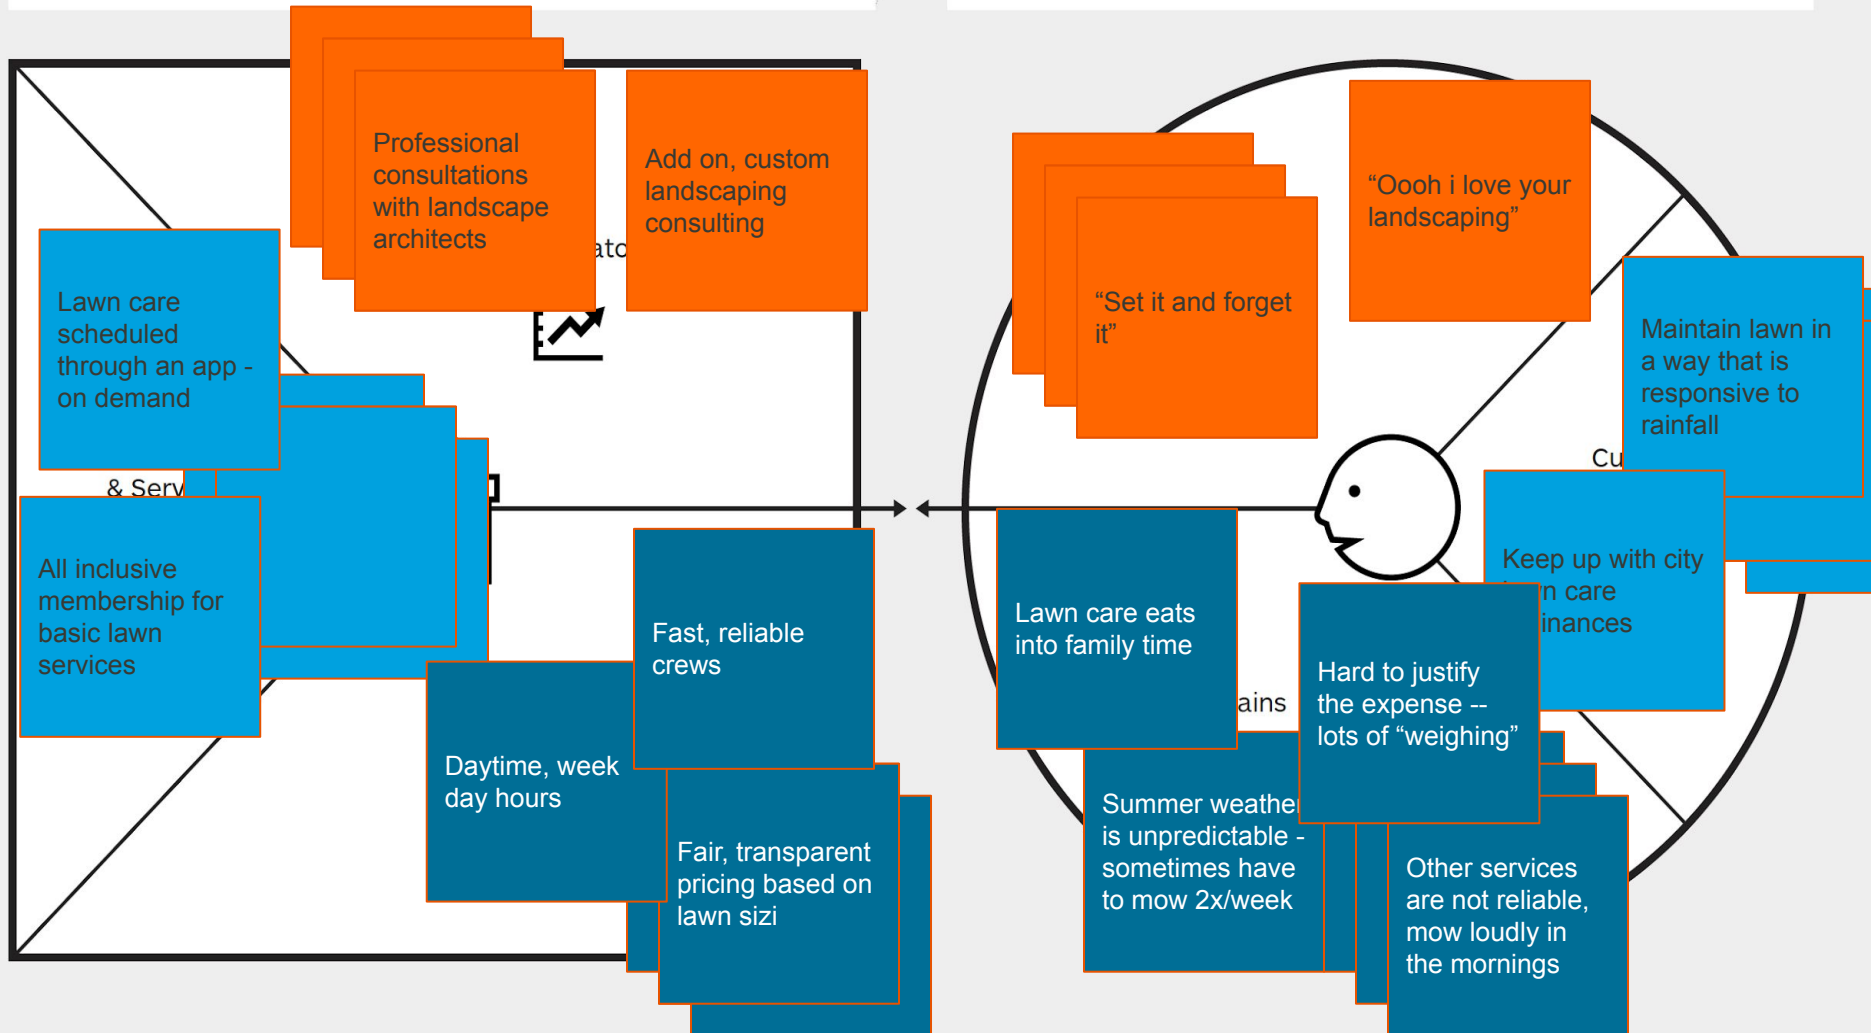 Professional
consultations
with landscape
architects
Add on, custom
landscaping
consulting
Lawn care
scheduled
through an app -
on demand
& Serv
All inclusive
membership for
basic lawn
services
Fast, reliable
crews
Daytime, week
day hours
Fair, transparent
pricing based on
lawn sizi
“Oooh i love your
landscaping”
“Set it and forget
it”
Maintain lawn in
a way that is
responsive to
rainfall
Cu
Keep up with city
care
Lawn care eats
into family time
ains
Hard to justify
the expense --
lots of “weighing”
Summer weather
is unpredictable -
sometimes have
to mow 2x/week
Other services
are not reliable,
mow loudly in
the mornings